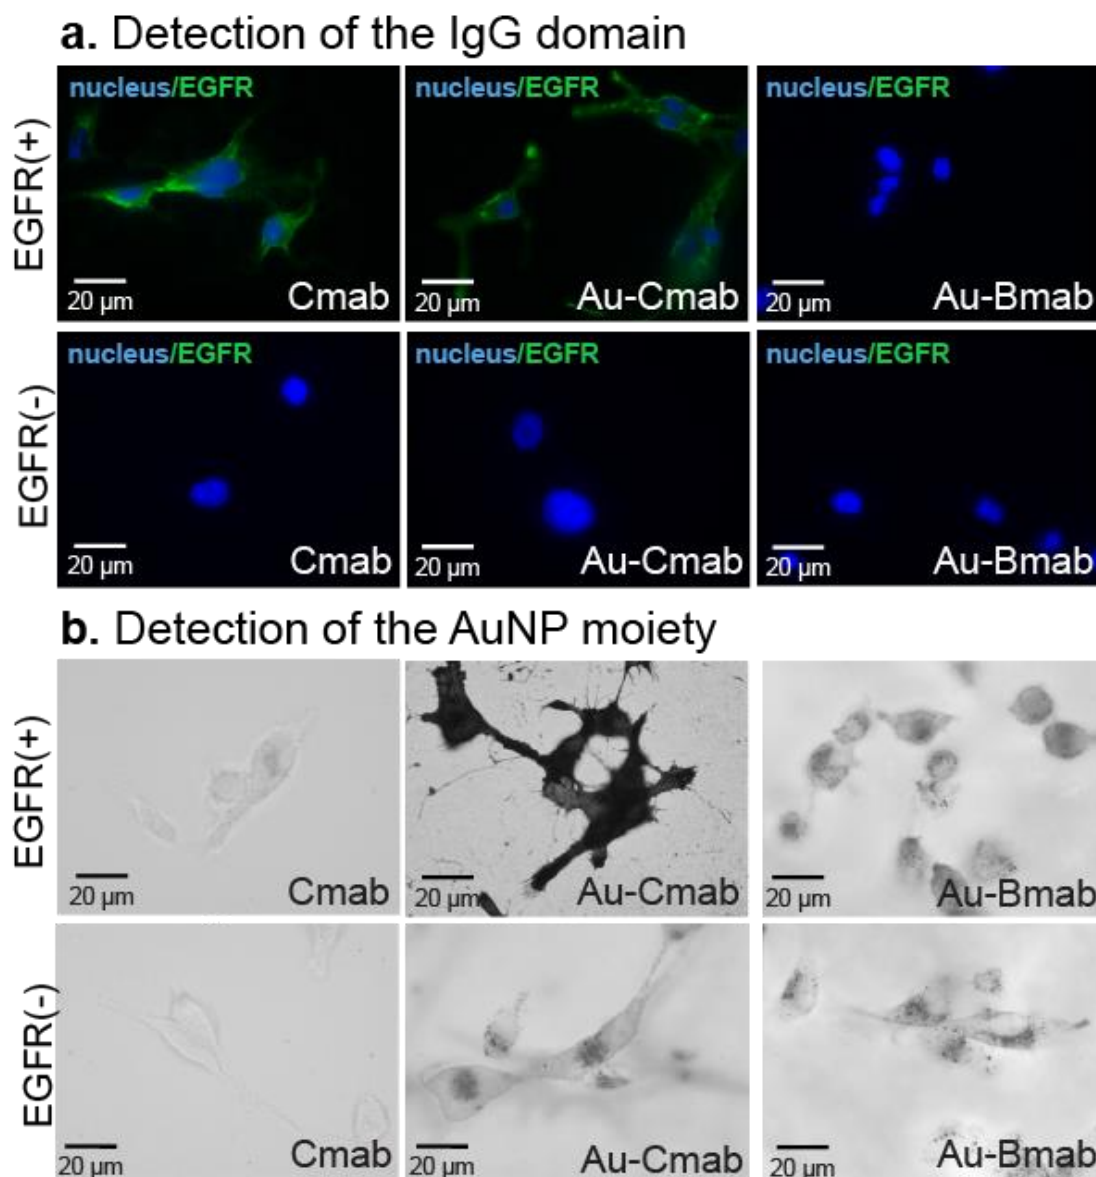 a. Detection of the IgG domain
EGFR(+)
nucleus/EGFR
20 µm
Cmab
nucleus/EGFR
20 µm
Au-Cmab
nucleus/EGFR
20 µm
Au-Bmab
EGFR(-)
nucleus/EGFR
20 µm
Cmab
nucleus/EGFR
20 µm
Au-Cmab
nucleus/EGFR
20 µm
Au-Bmab
b. Detection of the AuNP moiety
EGFR(+)
20 µm
Cmab
20 µm
Au-Cmab
20 µm
Au-Bmab
EGFR(-)
20 µm
Cmab
20 µm
Au-Cmab
20 µm
Au-Bmab